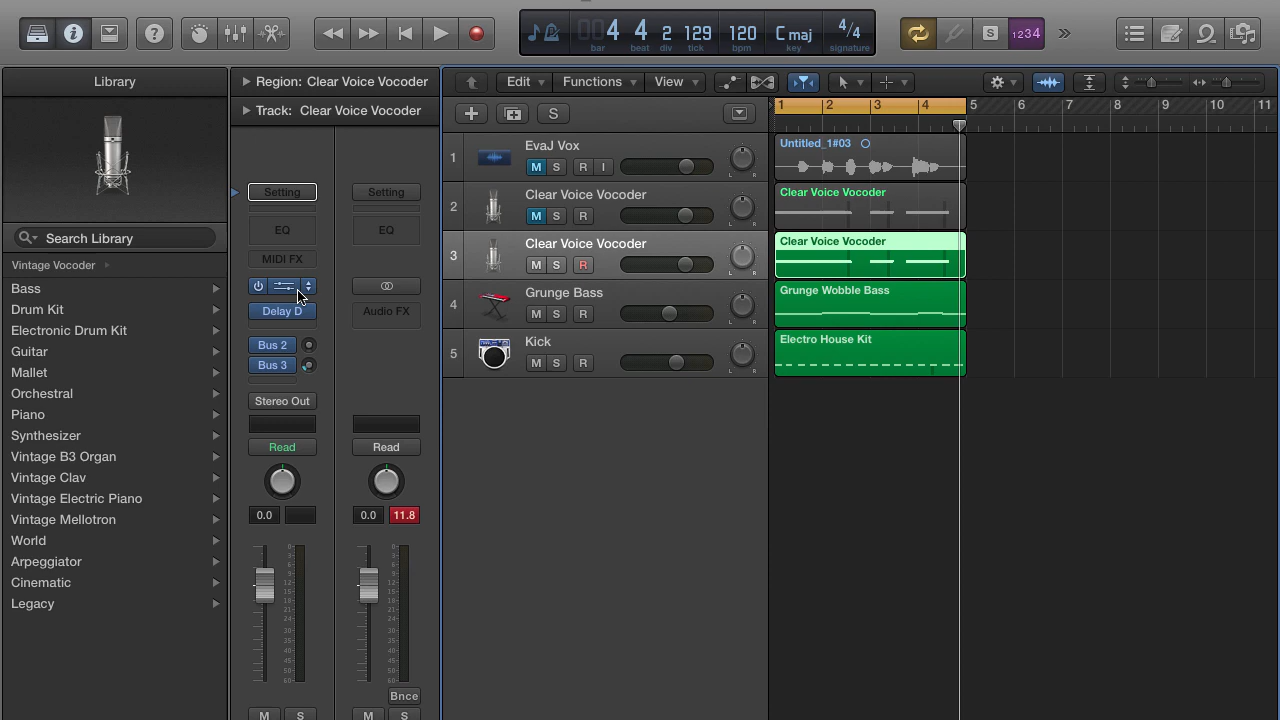 1234
4 4 2 129 120 C maj 4/4
bar beat div tick bpm key signature
Library
Region: Clear Voice Vocoder
Edit Functions View
Track: Clear Voice Vocoder
S
1 2 3 4 5 6 7 8 9 10 11
Search Library
Vintage Vocoder
Bass
Drum Kit
Electronic Drum Kit
Guitar
Mallet
Orchestral
Piano
Synthesizer
Vintage B3 Organ
Vintage Clav
Vintage Electric Piano
Vintage Mellotron
World
Arpeggiator
Cinematic
Legacy
Setting Setting
EQ EQ
MIDI FX
Delay D Audio FX
Bus 2
Bus 3
Stereo Out
Read Read
0.0 0.0 11.8
Bnce
M S M S
1 EvaJ Vox
M S R I
L R
2 Clear Voice Vocoder
M S R
L R
3 Clear Voice Vocoder
M S R
L R
4 Grunge Bass
M S R
L R
5 Kick
M S R
L R
Untitled_1#03
Clear Voice Vocoder
Clear Voice Vocoder
Grunge Wobble Bass
Electro House Kit